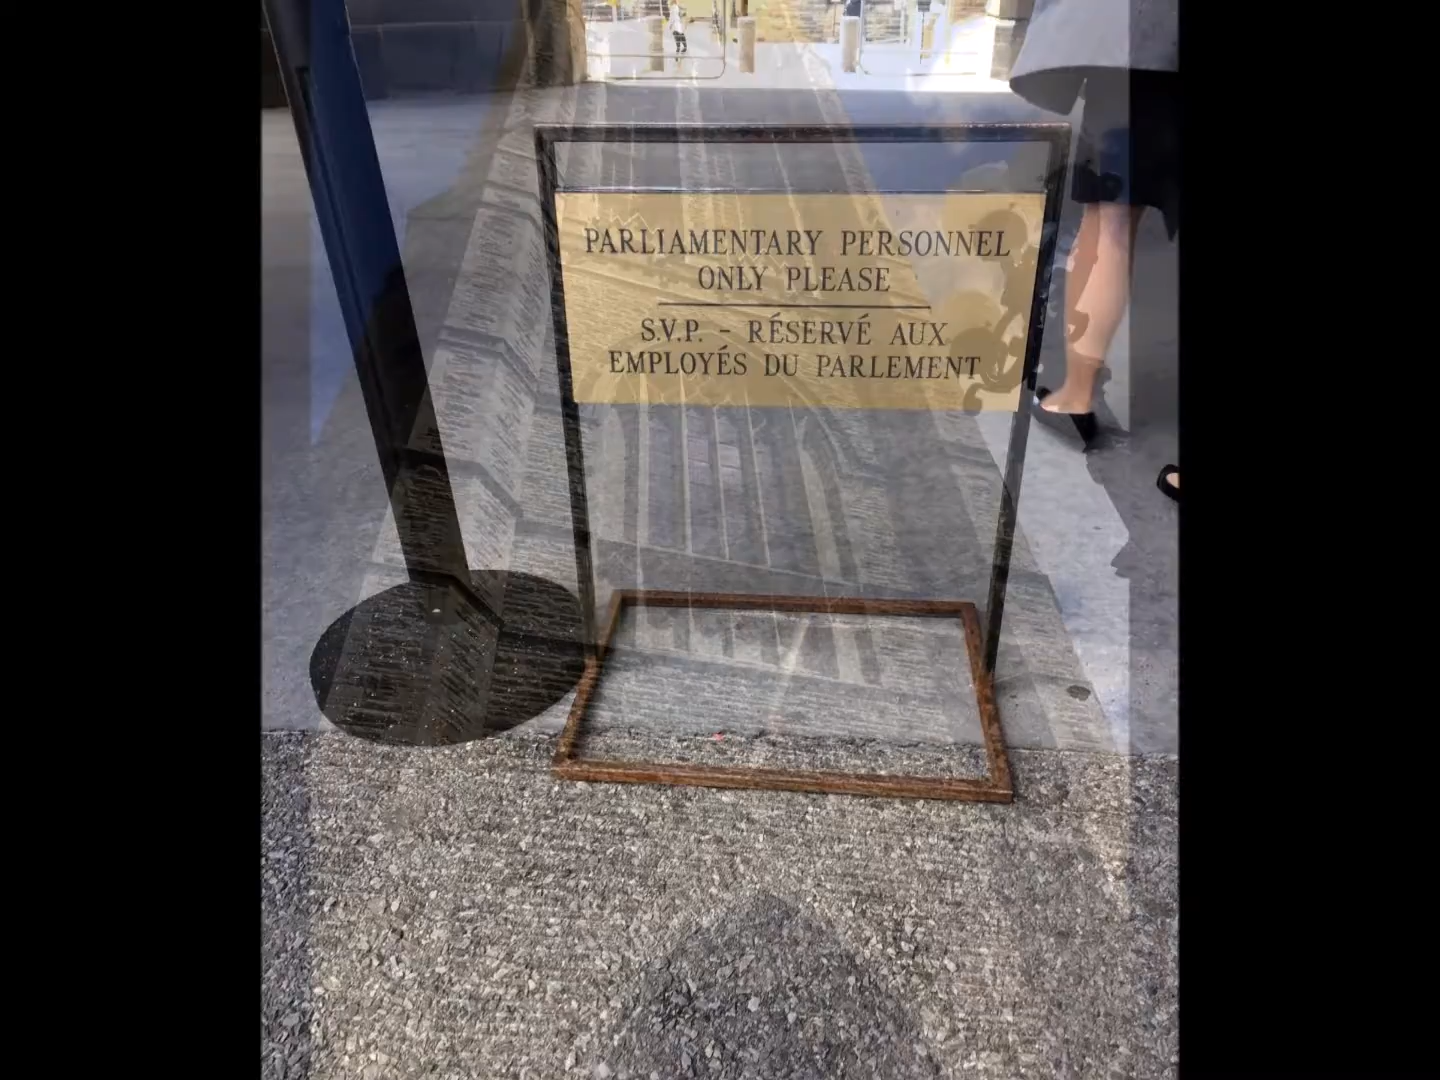 PARLIAMENTARY PERSONNEL
ONLY PLEASE
S.V.P. - RÉSERVÉ AUX
EMPLOYÉS DU PARLEMENT